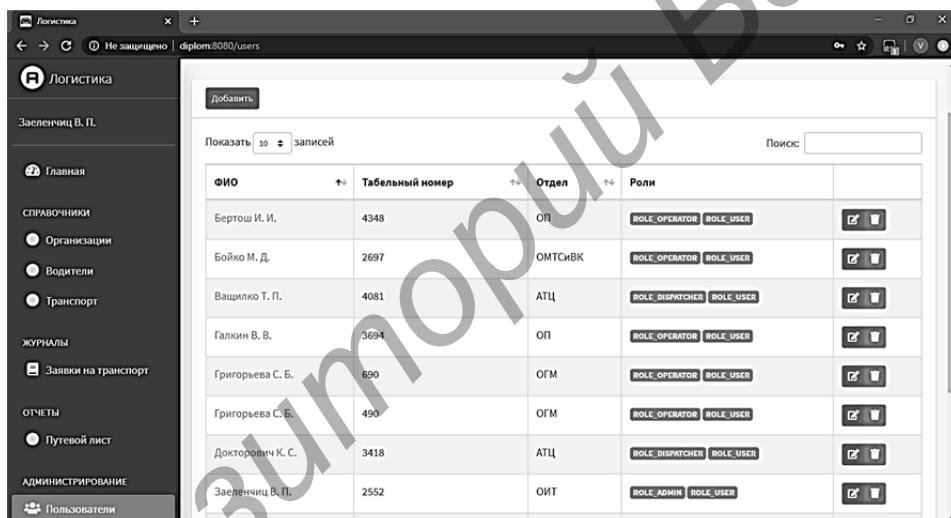 Логистика
Не защищено | diplom:8080/users
Логистика
Заеленчиц В. П.
Главная
СПРАВОЧНИКИ
Организации
Водители
Транспорт
ЖУРНАЛЫ
Заявки на транспорт
ОТЧЕТЫ
Путевой лист
АДМИНИСТРИРОВАНИЕ
Пользователи
Добавить
Показать 10 записей
Поиск:
ФИО Табельный номер Отдел Роли
Бертош И. И. 4348 ОП ROLE_OPERATOR ROLE_USER
Бойко М. Д. 2697 ОМТСиВК ROLE_OPERATOR ROLE_USER
Ващилко Т. П. 4081 АТЦ ROLE_DISPATCHER ROLE_USER
Галкин В. В. 3694 ОП ROLE_OPERATOR ROLE_USER
Григорьева С. Б. 690 ОГМ ROLE_OPERATOR ROLE_USER
Григорьева С. Б. 490 ОГМ ROLE_OPERATOR ROLE_USER
Докторович К. С. 3418 АТЦ ROLE_DISPATCHER ROLE_USER
Заеленчиц В. П. 2552 ОИТ ROLE_ADMIN ROLE_USER